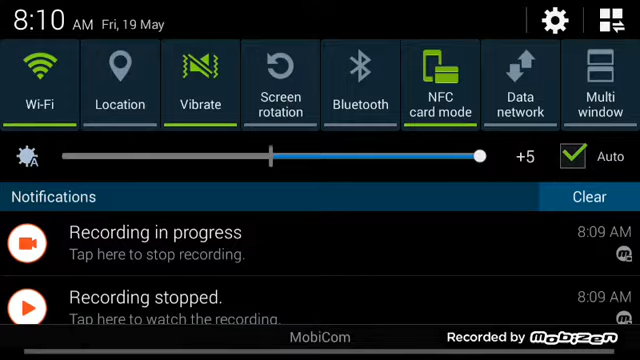 8:10 AM Fri, 19 May
Wi-Fi
Location
Vibrate
Screen
rotation
Bluetooth
NFC
card mode
Data
network
Multi
window
A
+5
Auto
Notifications
Clear
Recording in progress
8:09 AM
Tap here to stop recording.
Recording stopped.
8:09 AM
Tap here to watch the recording.
MobiCom
Recorded by mobizen